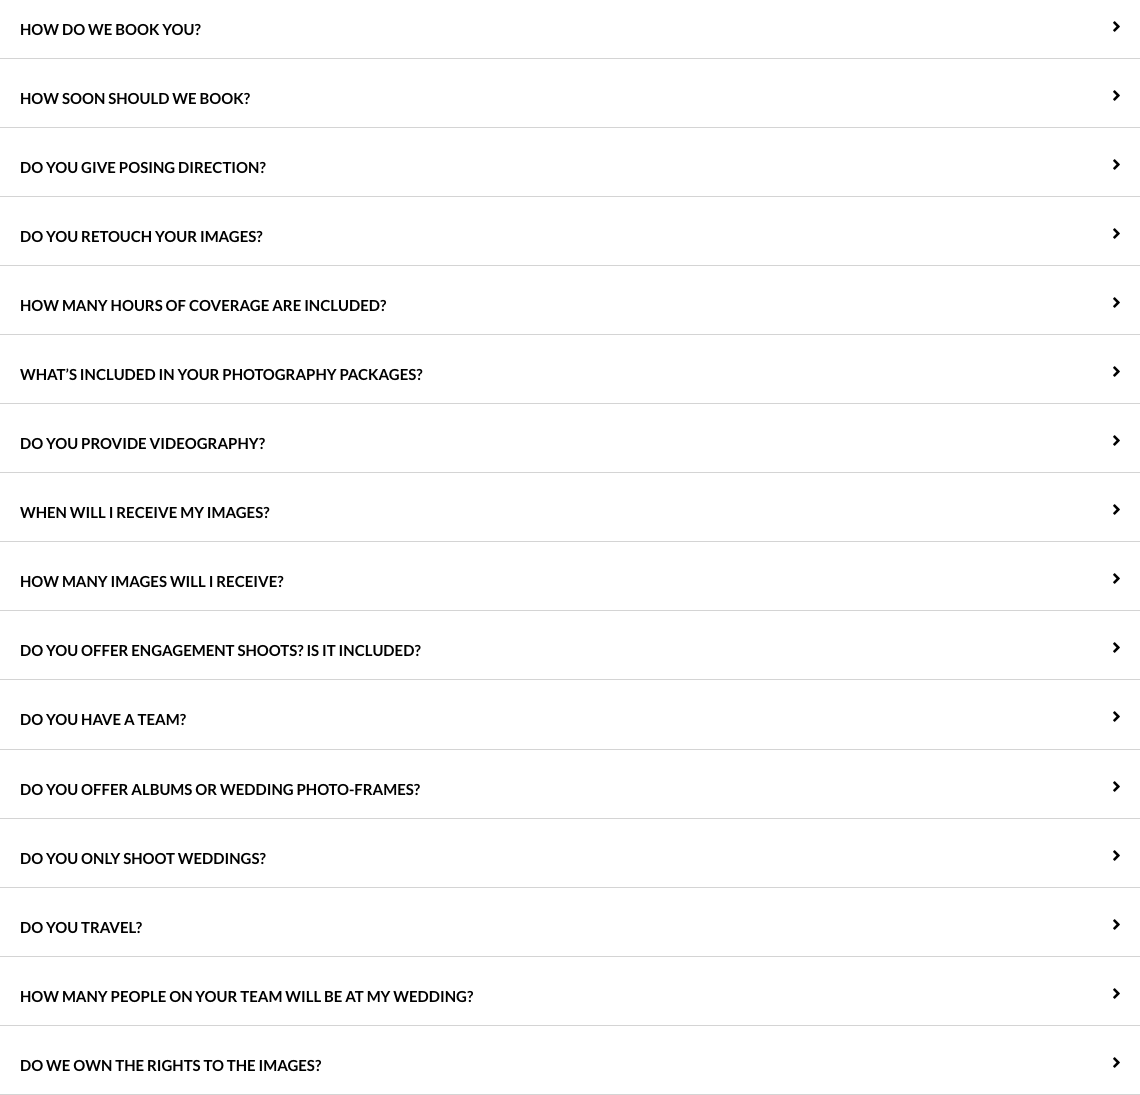 HOW DO WE BOOK YOU?
HOW SOON SHOULD WE BOOK?
DO YOU GIVE POSING DIRECTION?
DO YOU RETOUCH YOUR IMAGES?
HOW MANY HOURS OF COVERAGE ARE INCLUDED?
WHAT’S INCLUDED IN YOUR PHOTOGRAPHY PACKAGES?
DO YOU PROVIDE VIDEOGRAPHY?
WHEN WILL I RECEIVE MY IMAGES?
HOW MANY IMAGES WILL I RECEIVE?
DO YOU OFFER ENGAGEMENT SHOOTS? IS IT INCLUDED?
DO YOU HAVE A TEAM?
DO YOU OFFER ALBUMS OR WEDDING PHOTO-FRAMES?
DO YOU ONLY SHOOT WEDDINGS?
DO YOU TRAVEL?
HOW MANY PEOPLE ON YOUR TEAM WILL BE AT MY WEDDING?
DO WE OWN THE RIGHTS TO THE IMAGES?